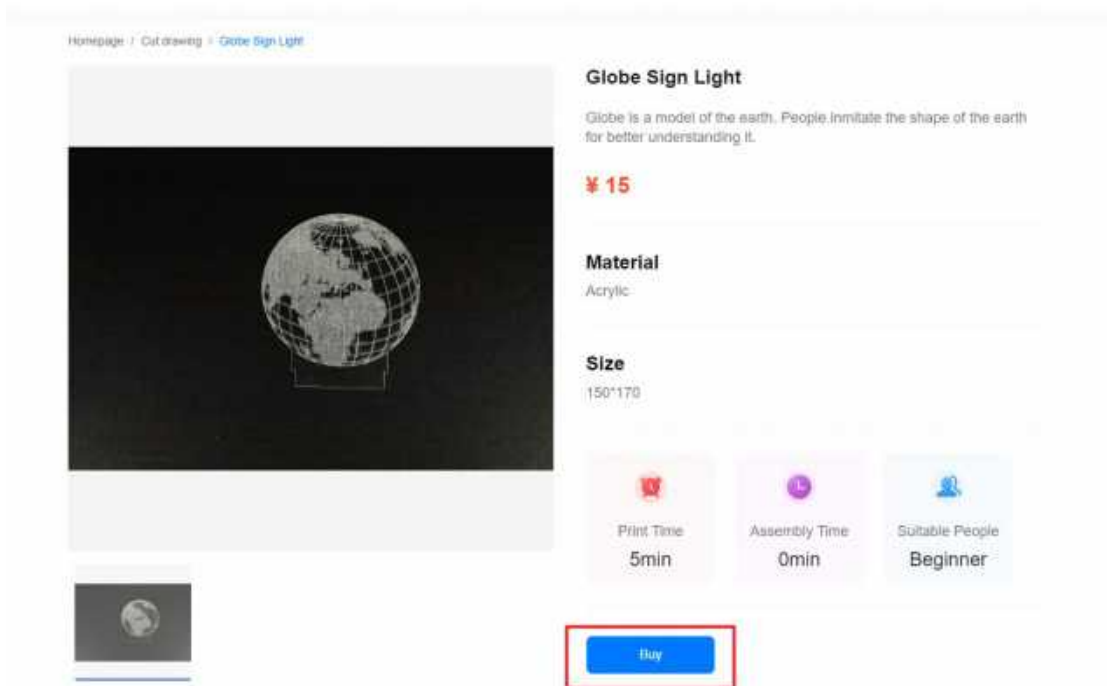 Homepage / Cut drawing / Globe Sign Light
Globe Sign Light
Globe is a model of the earth. People inmitate the shape of the earth
for better understanding it.
¥ 15
Material
Acrylic
Size
150*170
Print Time
5min
Assembly Time
0min
Suitable People
Beginner
Buy